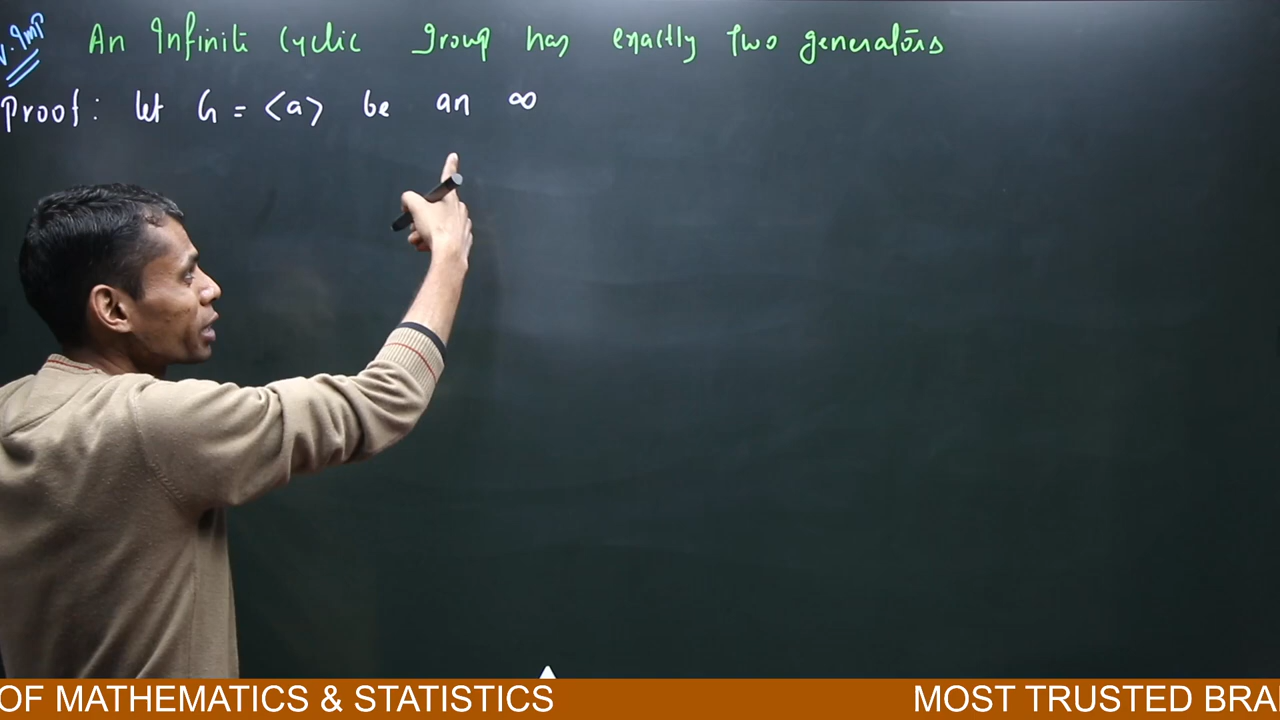 V. Imp
An Infinite Cyclic group has exactly Two generators
Proof: let G = <a> be an ∞
OF MATHEMATICS & STATISTICS
MOST TRUSTED BRA